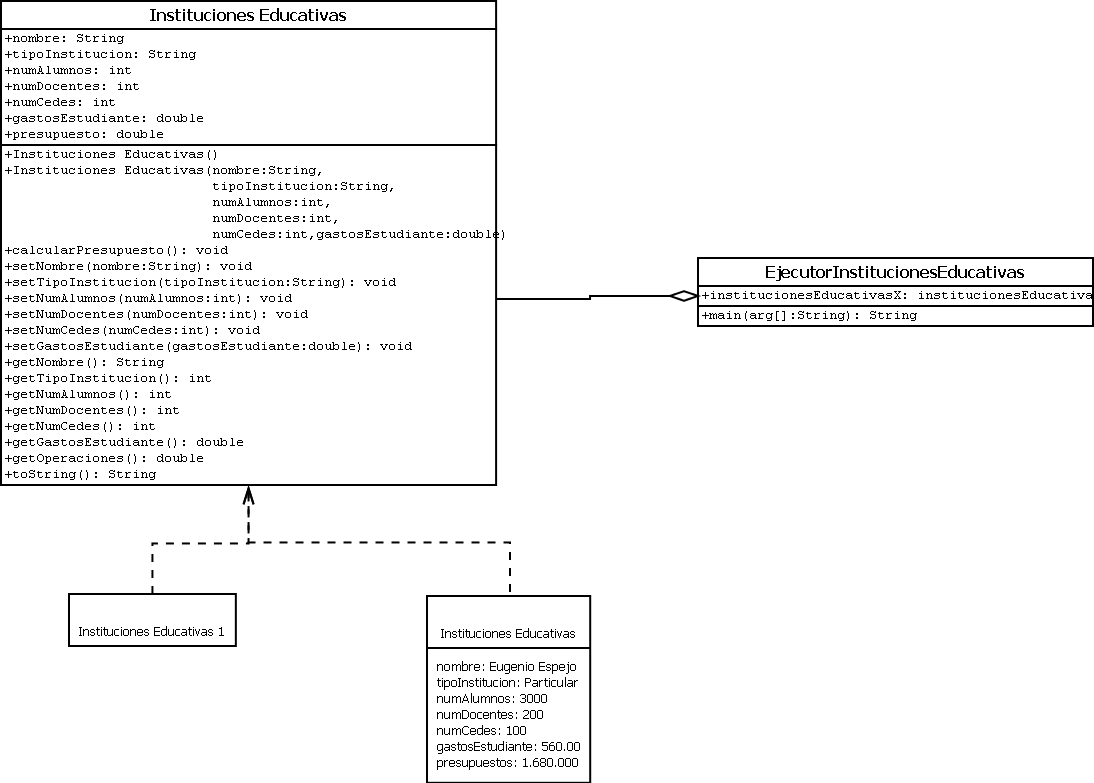 Instituciones Educativas
+nombre: String
+tipoInstitucion: String
+numAlumnos: int
+numDocentes: int
+numCedes: int
+gastosEstudiante: double
+presupuesto: double
+Instituciones Educativas()
+Instituciones Educativas(nombre:String,
tipoInstitucion:String,
numAlumnos:int,
numDocentes:int,
numCedes:int,gastosEstudiante:double)
+calcularPresupuesto(): void
+setNombre(nombre:String): void
+setTipoInstitucion(tipoInstitucion:String): void
+setNumAlumnos(numAlumnos:int): void
+setNumDocentes(numDocentes:int): void
+setNumCedes(numCedes:int): void
+setGastosEstudiante(gastosEstudiante:double): void
+getNombre(): String
+getTipoInstitucion(): int
+getNumAlumnos(): int
+getNumDocentes(): int
+getNumCedes(): int
+getGastosEstudiante(): double
+getOperaciones(): double
+toString(): String
EjecutorInstitucionesEducativas
+institucionesEducativasX: institucionesEducativa
+main(arg[]:String): String
Instituciones Educativas 1
Instituciones Educativas
nombre: Eugenio Espejo
tipoInstitucion: Particular
numAlumnos: 3000
numDocentes: 200
numCedes: 100
gastosEstudiante: 560.00
presupuestos: 1.680.000